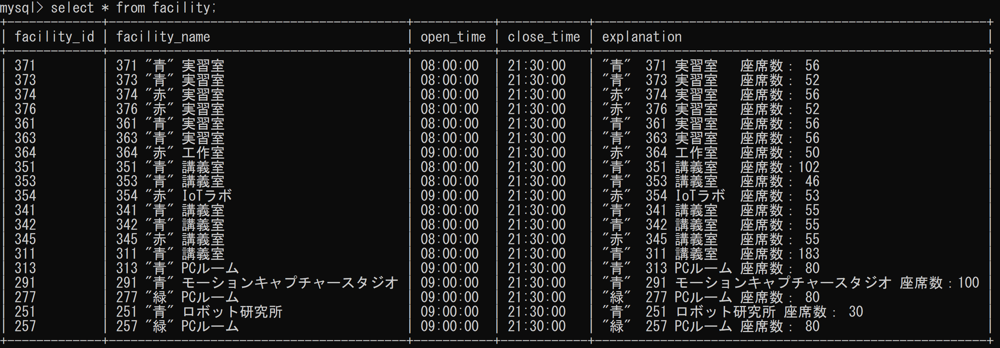 mysql> select * from facility;
+-------------+-----------------------------------------+-----------+------------+------------------------------------------------------+
| facility_id | facility_name                           | open_time | close_time | explanation                                          |
+-------------+-----------------------------------------+-----------+------------+------------------------------------------------------+
| 371         | 371 "青" 実習室                         | 08:00:00  | 21:30:00   | "青"  371 実習室   座席数： 56                       |
| 373         | 373 "青" 実習室                         | 08:00:00  | 21:30:00   | "青"  373 実習室   座席数： 52                       |
| 374         | 374 "赤" 実習室                         | 08:00:00  | 21:30:00   | "赤"  374 実習室   座席数： 56                       |
| 376         | 376 "赤" 実習室                         | 08:00:00  | 21:30:00   | "赤"  376 実習室   座席数： 52                       |
| 361         | 361 "青" 実習室                         | 08:00:00  | 21:30:00   | "青"  361 実習室   座席数： 56                       |
| 363         | 363 "青" 実習室                         | 08:00:00  | 21:30:00   | "青"  363 実習室   座席数： 56                       |
| 364         | 364 "赤" 工作室                         | 09:00:00  | 21:30:00   | "赤"  364 工作室   座席数： 50                       |
| 351         | 351 "青" 講義室                         | 08:00:00  | 21:30:00   | "青"  351 講義室   座席数：102                       |
| 353         | 353 "青" 講義室                         | 08:00:00  | 21:30:00   | "青"  353 講義室   座席数： 46                       |
| 354         | 354 "赤" IoTラボ                        | 09:00:00  | 21:30:00   | "赤"  354 IoTラボ  座席数： 53                       |
| 341         | 341 "青" 講義室                         | 08:00:00  | 21:30:00   | "青"  341 講義室   座席数： 55                       |
| 342         | 342 "青" 講義室                         | 08:00:00  | 21:30:00   | "青"  342 講義室   座席数： 55                       |
| 345         | 345 "赤" 講義室                         | 08:00:00  | 21:30:00   | "赤"  345 講義室   座席数： 55                       |
| 311         | 311 "青" 講義室                         | 08:00:00  | 21:30:00   | "青"  311 講義室   座席数：183                       |
| 313         | 313 "青" PCルーム                       | 09:00:00  | 21:30:00   | "青"  313 PCルーム 座席数： 80                       |
| 291         | 291 "青" モーションキャプチャースタジオ | 09:00:00  | 21:30:00   | "青"  291 モーションキャプチャースタジオ 座席数：100 |
| 277         | 277 "緑" PCルーム                       | 09:00:00  | 21:30:00   | "緑"  277 PCルーム 座席数： 80                       |
| 251         | 251 "青" ロボット研究所                 | 09:00:00  | 21:30:00   | "青"  251 ロボット研究所 座席数： 30                 |
| 257         | 257 "緑" PCルーム                       | 09:00:00  | 21:30:00   | "緑"  257 PCルーム 座席数： 80                       |
+-------------+-----------------------------------------+-----------+------------+------------------------------------------------------+